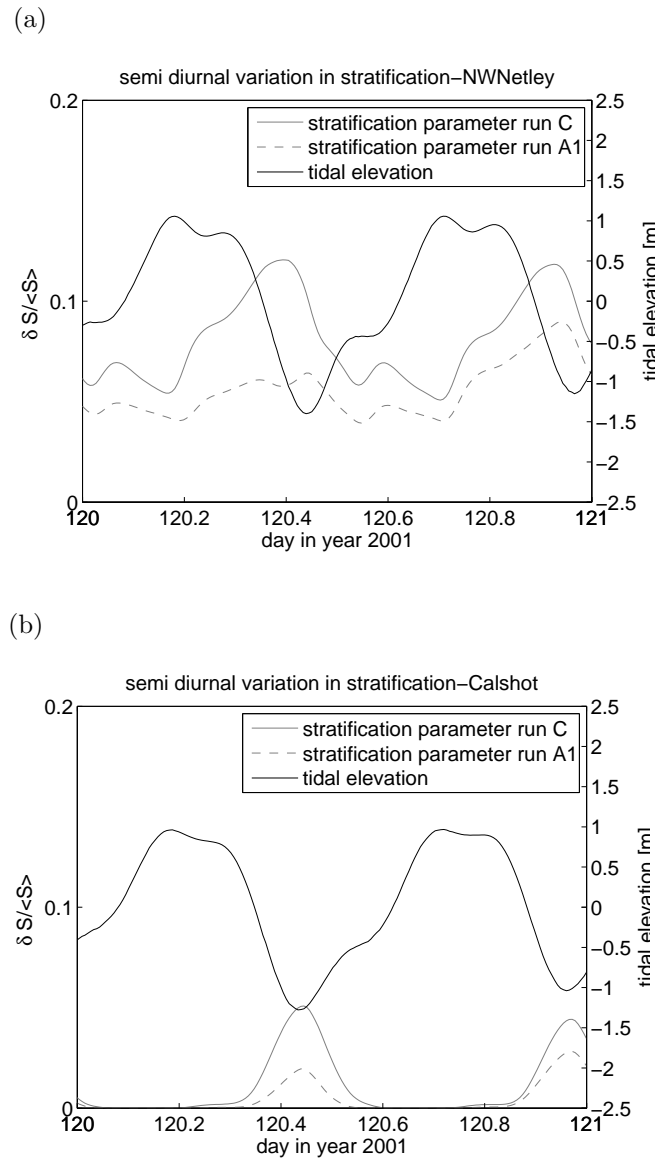 (a)
semi diurnal variation in stratification−NWNetley
0.2
0.1
0
δ S/<S>
stratification parameter run C
stratification parameter run A1
tidal elevation
2.5
2
1.5
1
0.5
0
−0.5
−1
−1.5
−2
−2.5
tidal elevation [m]
120
120.2
120.4
120.6
120.8
121
day in year 2001
(b)
semi diurnal variation in stratification−Calshot
0.2
0.1
0
δ S/<S>
stratification parameter run C
stratification parameter run A1
tidal elevation
2.5
2
1.5
1
0.5
0
−0.5
−1
−1.5
−2
−2.5
tidal elevation [m]
120
120.2
120.4
120.6
120.8
121
day in year 2001